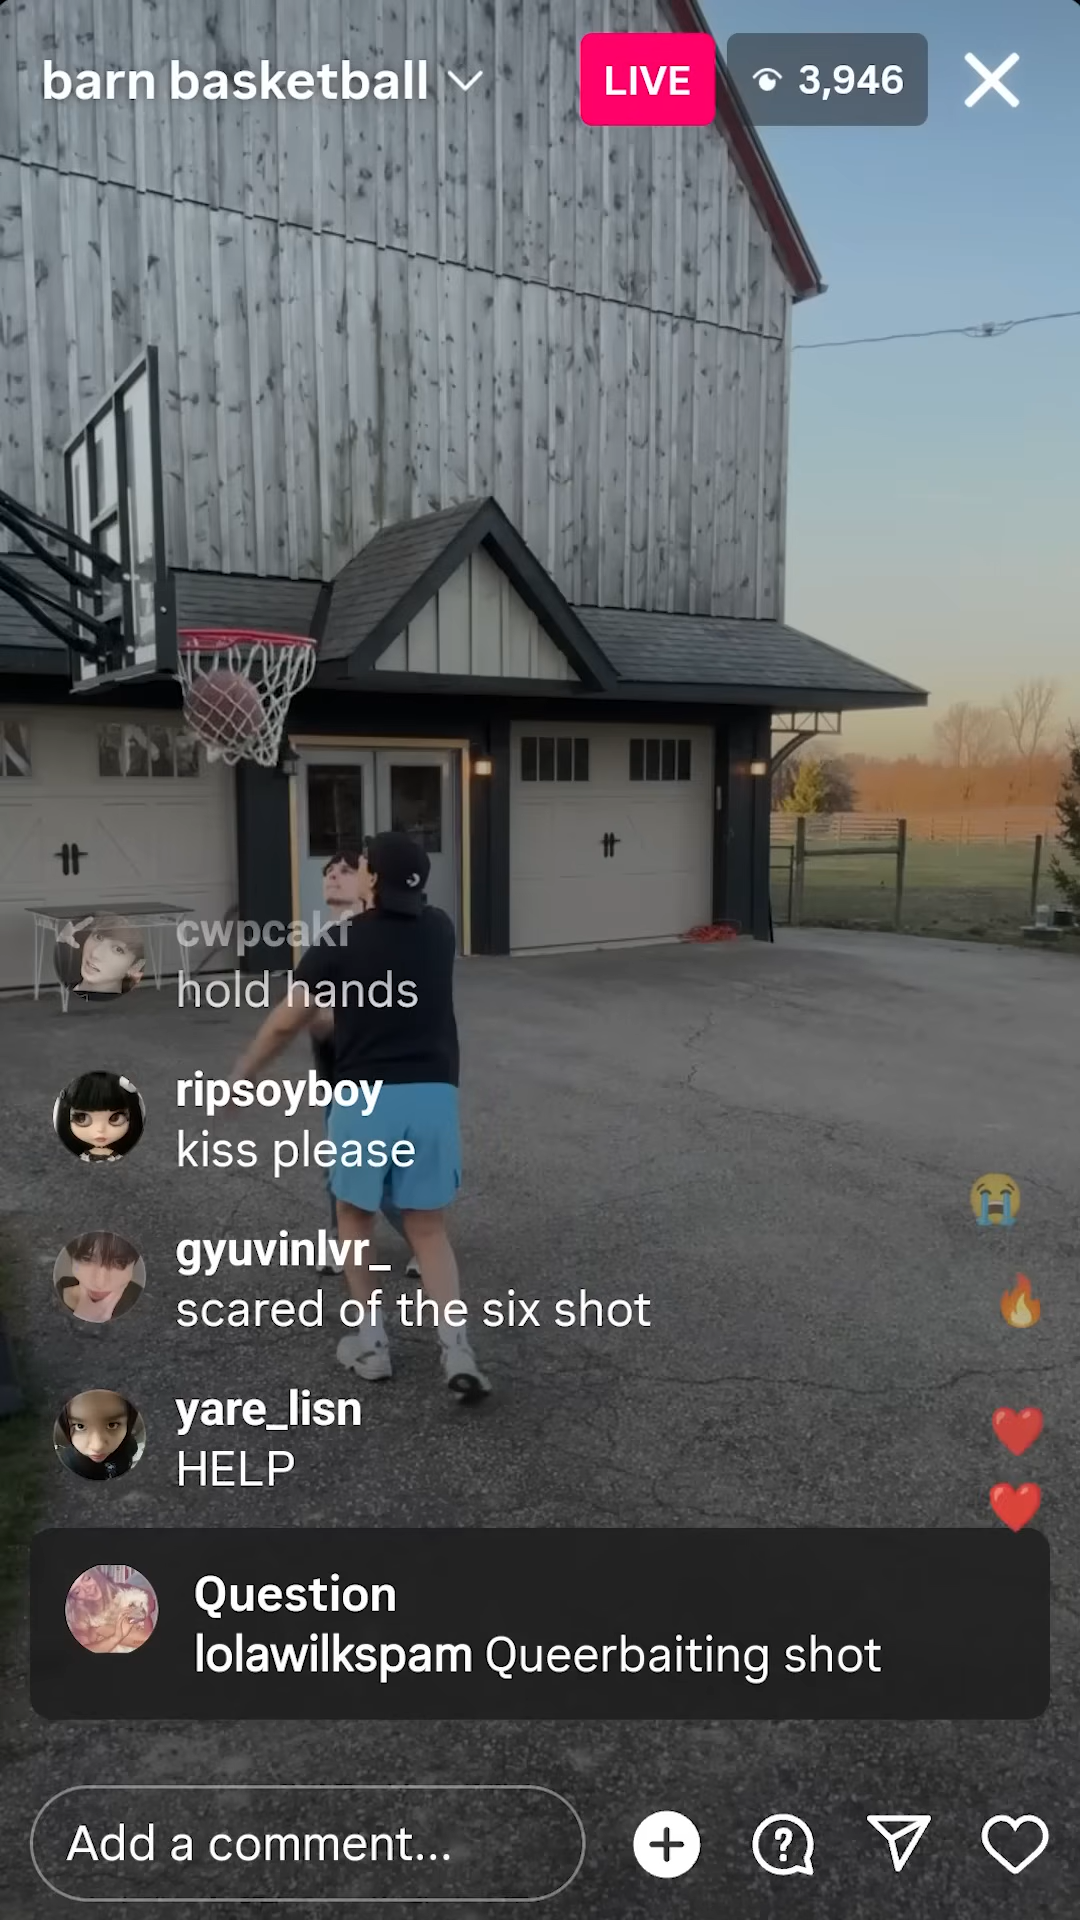 barn basketball
LIVE
3,946
cwpcakf
hold hands
ripsoyboy
kiss please
gyuvinlvr_
scared of the six shot
yare_lisn
HELP
Question
lolawilkspam Queerbaiting shot
Add a comment...